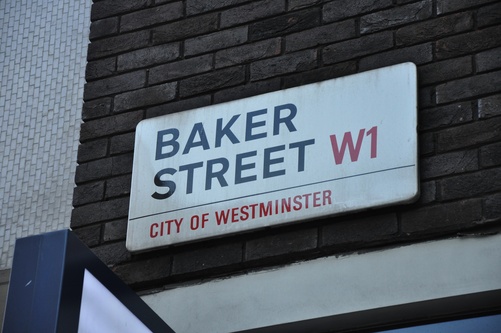 BAKER
STREET W1
CITY OF WESTMINSTER